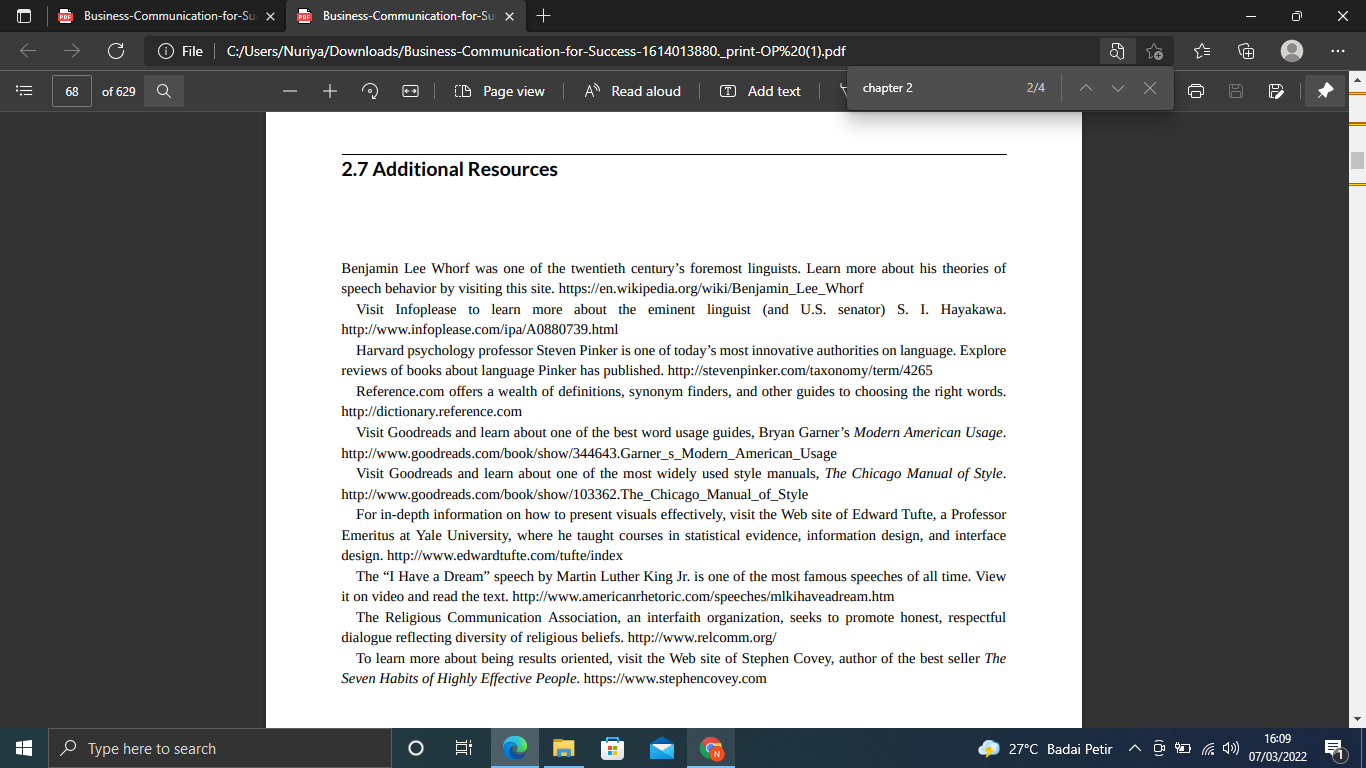 Business-Communication-for-Su
Business-Communication-for-Su
File
C:/Users/Nuriya/Downloads/Business-Communication-for-Success-1614013880._print-OP%20(1).pdf
68 of 629
Page view
Read aloud
Add text
chapter 2
2/4
2.7 Additional Resources
Benjamin Lee Whorf was one of the twentieth century’s foremost linguists. Learn more about his theories of
speech behavior by visiting this site. https://en.wikipedia.org/wiki/Benjamin_Lee_Whorf
Visit Infoplease to learn more about the eminent linguist (and U.S. senator) S. I. Hayakawa.
http://www.infoplease.com/ipa/A0880739.html
Harvard psychology professor Steven Pinker is one of today’s most innovative authorities on language. Explore
reviews of books about language Pinker has published. http://stevenpinker.com/taxonomy/term/4265
Reference.com offers a wealth of definitions, synonym finders, and other guides to choosing the right words.
http://dictionary.reference.com
Visit Goodreads and learn about one of the best word usage guides, Bryan Garner’s Modern American Usage.
http://www.goodreads.com/book/show/344643.Garner_s_Modern_American_Usage
Visit Goodreads and learn about one of the most widely used style manuals, The Chicago Manual of Style.
http://www.goodreads.com/book/show/103362.The_Chicago_Manual_of_Style
For in-depth information on how to present visuals effectively, visit the Web site of Edward Tufte, a Professor
Emeritus at Yale University, where he taught courses in statistical evidence, information design, and interface
design. http://www.edwardtufte.com/tufte/index
The “I Have a Dream” speech by Martin Luther King Jr. is one of the most famous speeches of all time. View
it on video and read the text. http://www.americanrhetoric.com/speeches/mlkihaveadream.htm
The Religious Communication Association, an interfaith organization, seeks to promote honest, respectful
dialogue reflecting diversity of religious beliefs. http://www.relcomm.org/
To learn more about being results oriented, visit the Web site of Stephen Covey, author of the best seller The
Seven Habits of Highly Effective People. https://www.stephencovey.com
Type here to search
27°C Badai Petir
16:09
07/03/2022
1